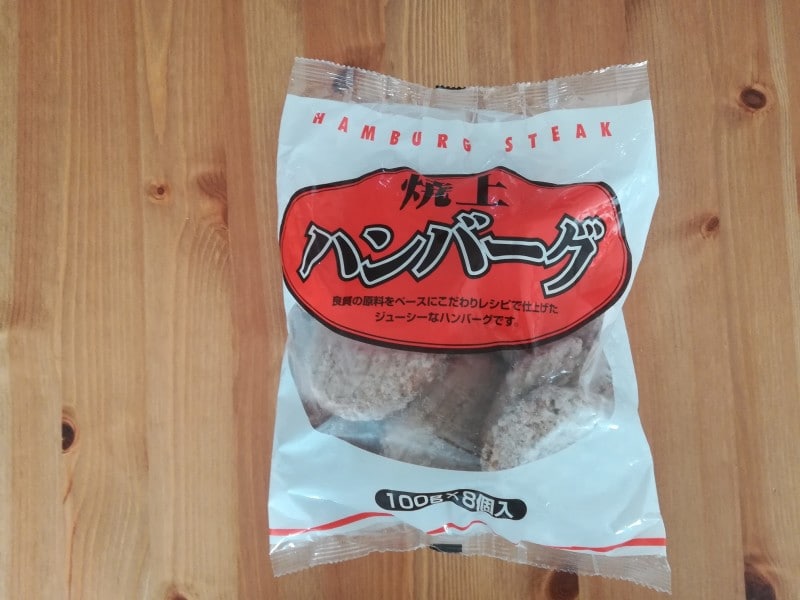 HAMBURG STEAK
焼上
ハンバーグ
良質の原料をベースにこだわりレシピで仕上げた
ジューシーなハンバーグです。
100g×8個入